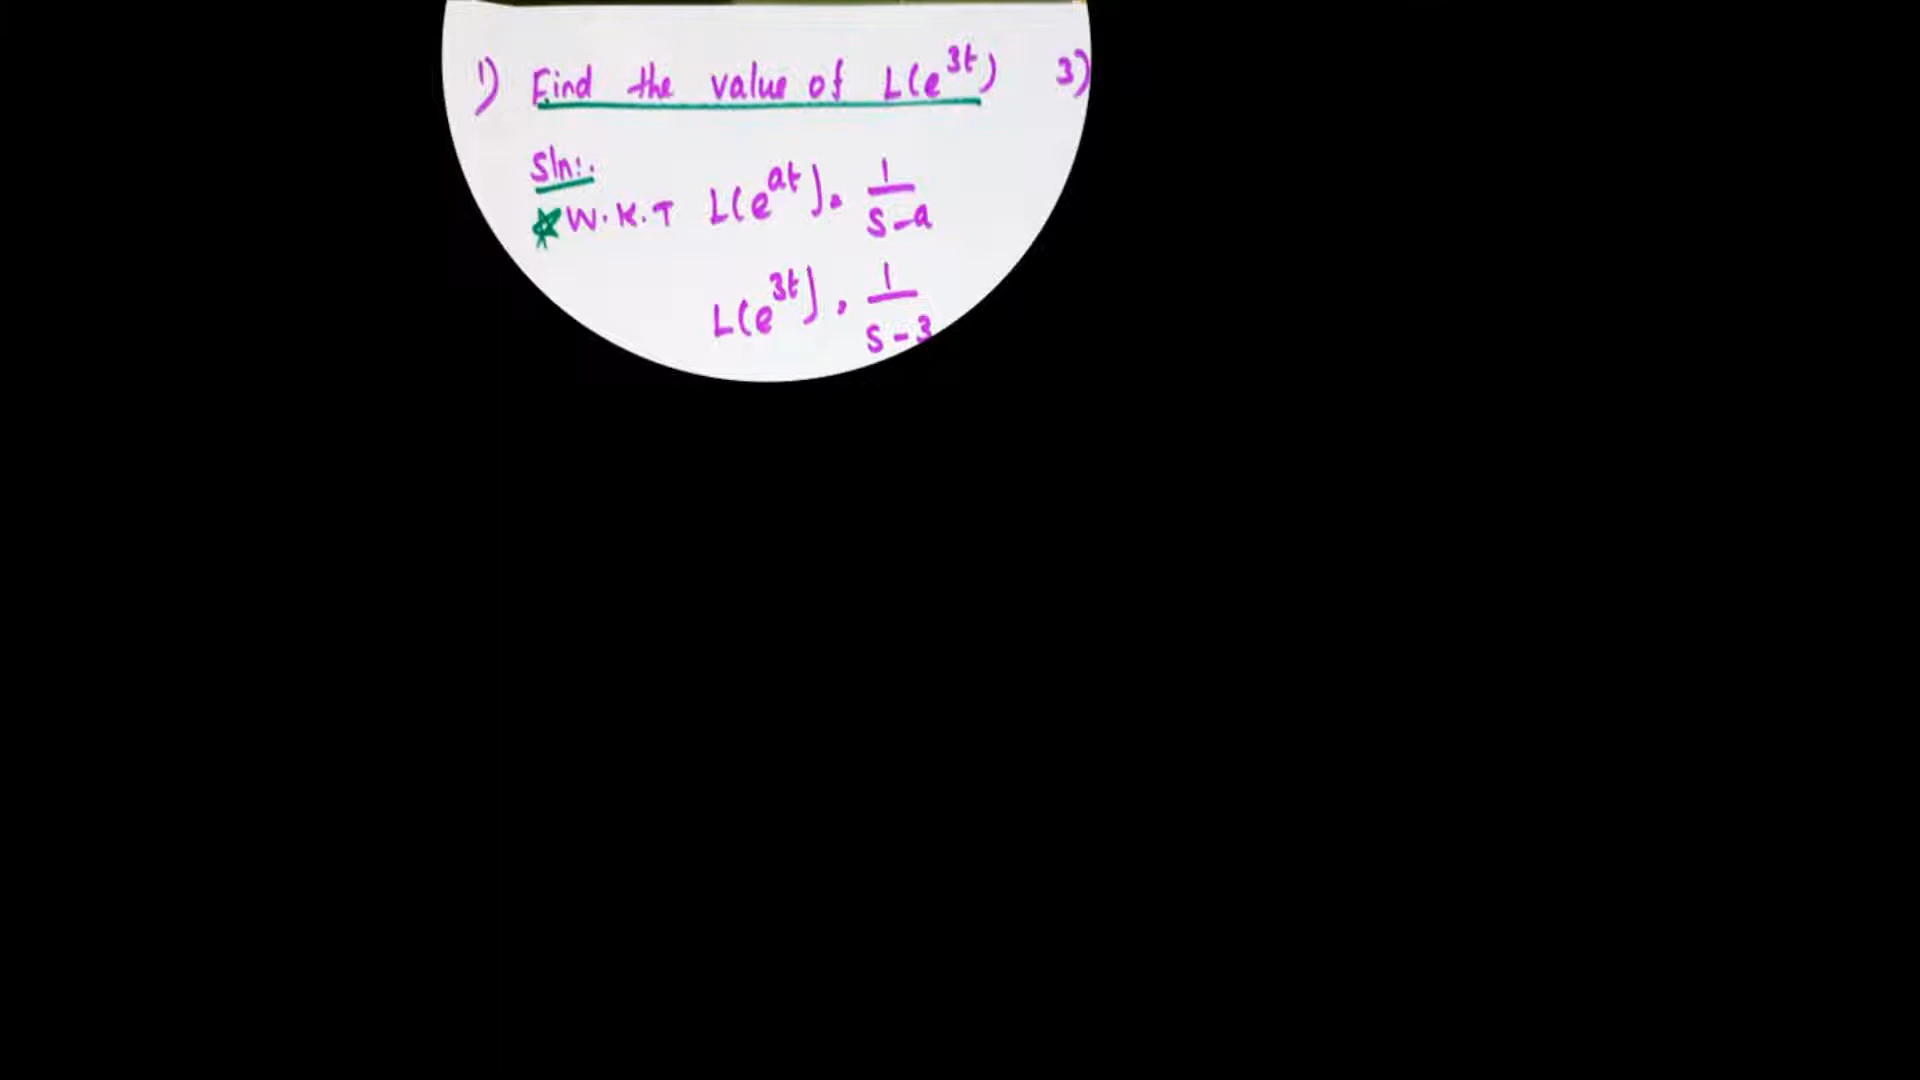 1) Find the value of L(e^3t) 3)
Sln:.
W.K.T L(e^at) = 1/s-a
L(e^3t) = 1/s-3